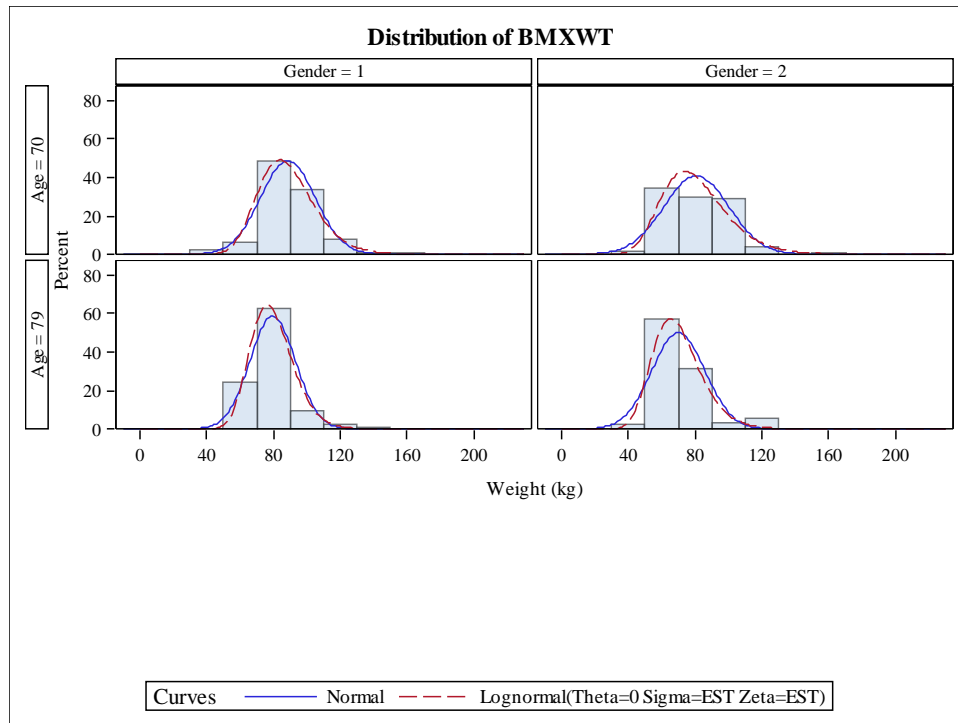 Distribution of BMXWT
Gender = 1
Gender = 2
Age = 70
Age = 79
Percent
80
60
40
20
0
80
60
40
20
0
0 40 80 120 160 200
0 40 80 120 160 200
Weight (kg)
Curves
Normal
Lognormal(Theta=0 Sigma=EST Zeta=EST)